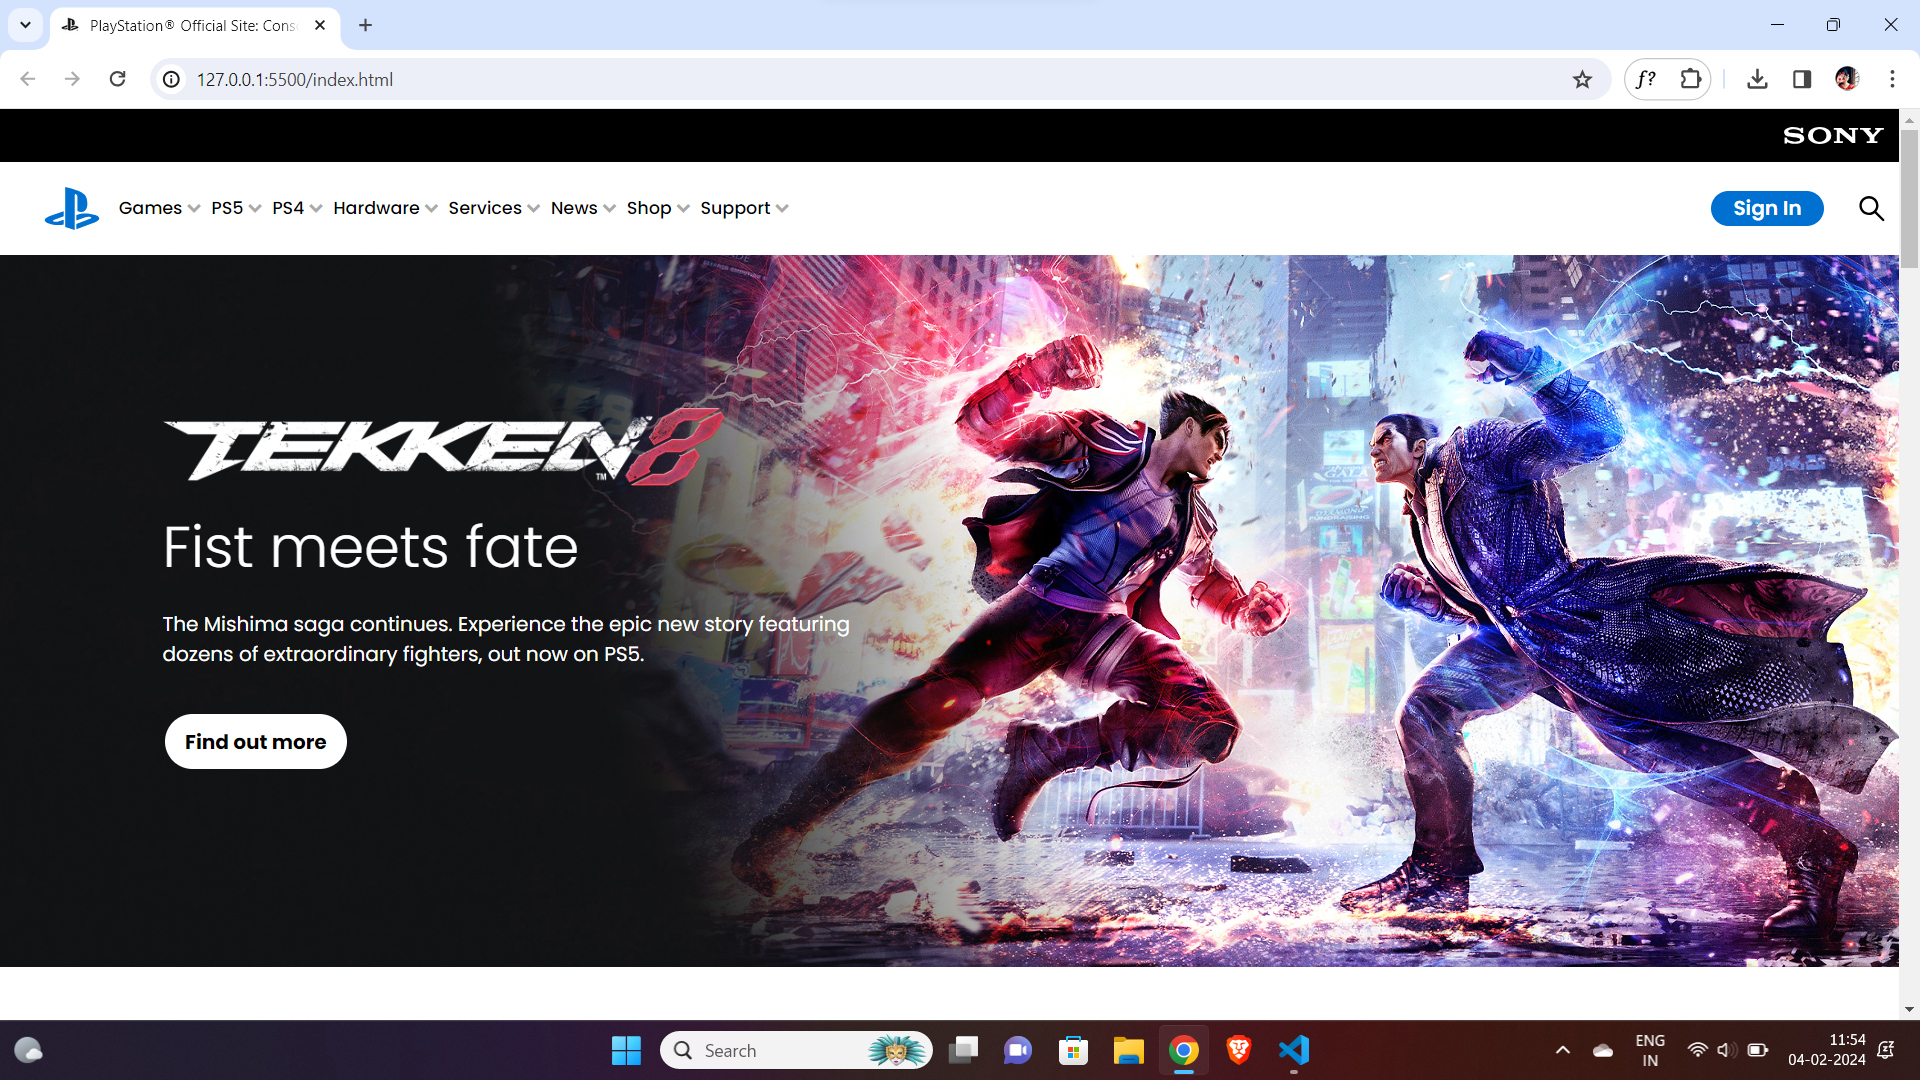 PlayStation® Official Site: Cons
127.0.0.1:5500/index.html
f?
SONY
Games PS5 PS4 Hardware Services News Shop Support
Sign In
TEKKEN 8
TM
Fist meets fate
The Mishima saga continues. Experience the epic new story featuring
dozens of extraordinary fighters, out now on PS5.
Find out more
Search
ENG
IN
11:54
04-02-2024